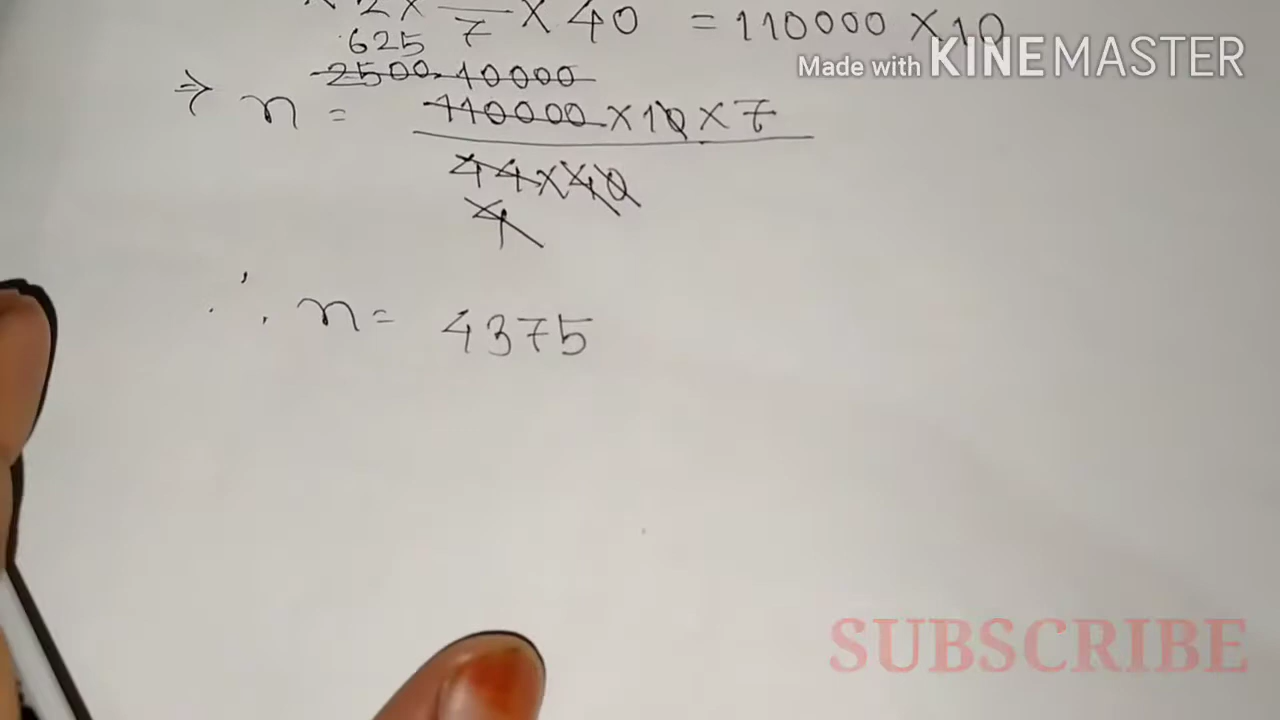 × 2 × 7 × 40 = 110000 × 10
Made with KINEMASTER
625
2500 10000
⇒ n = 110000 × 10 × 7
44 × 40
4
∴ n = 4375
SUBSCRIBE